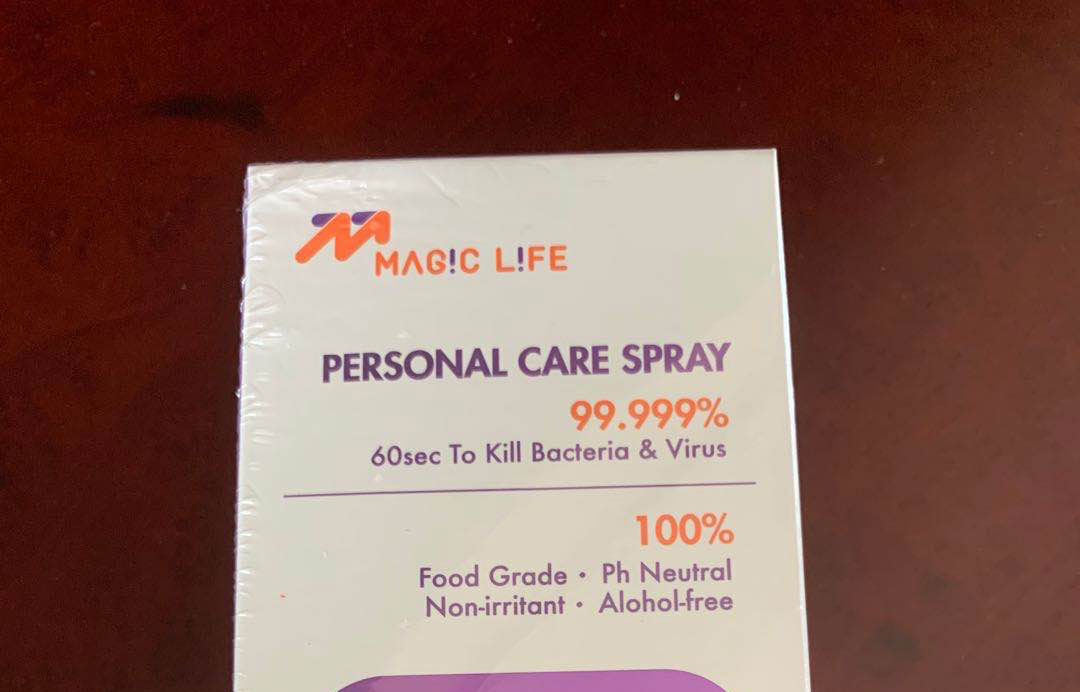 MAG!C L!FE
PERSONAL CARE SPRAY
99.999%
60sec To Kill Bacteria & Virus
100%
Food Grade • Ph Neutral
Non-irritant • Alohol-free